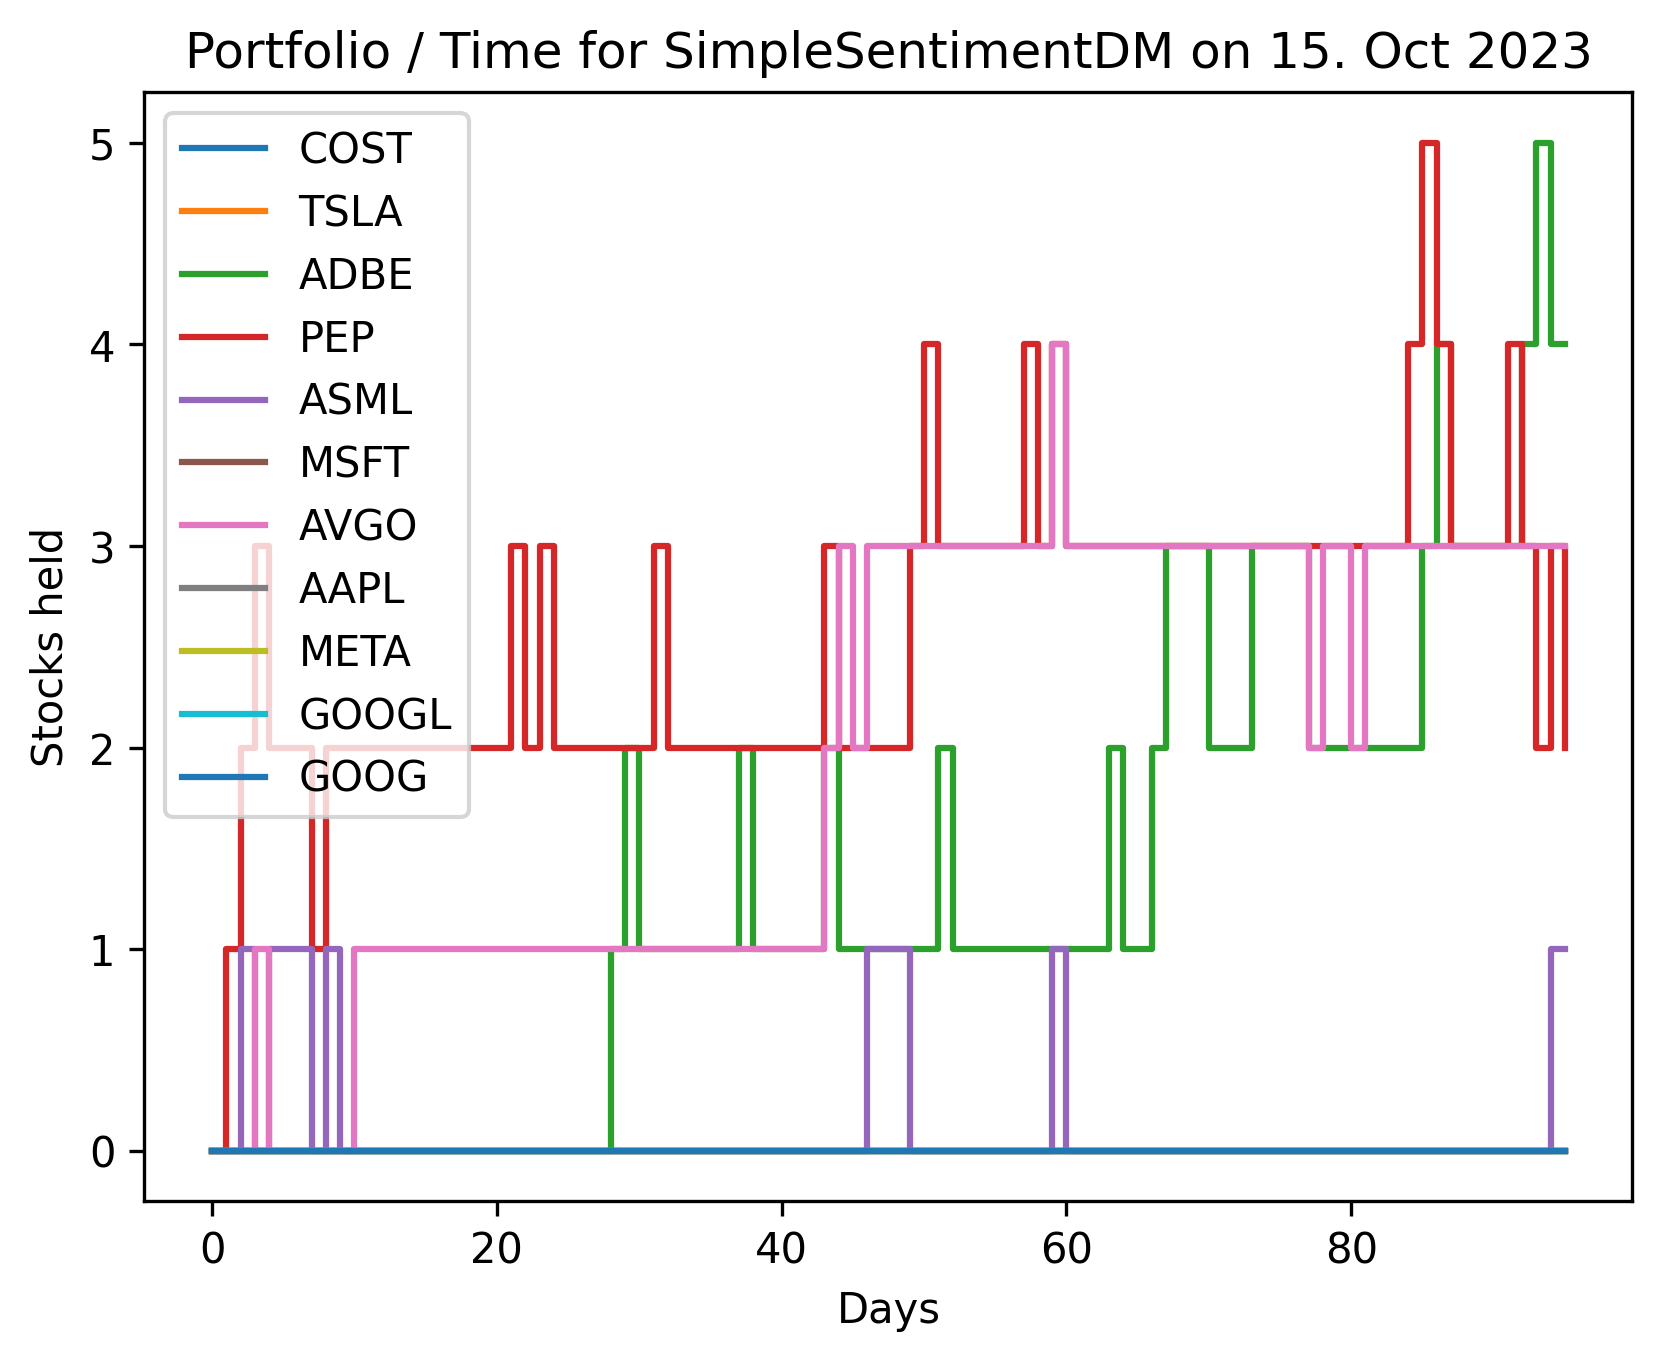 Portfolio / Time for SimpleSentimentDM on 15. Oct 2023
COST
TSLA
ADBE
PEP
ASML
MSFT
AVGO
AAPL
META
GOOGL
GOOG
5
4
3
2
1
0
Stocks held
0 20 40 60 80
Days